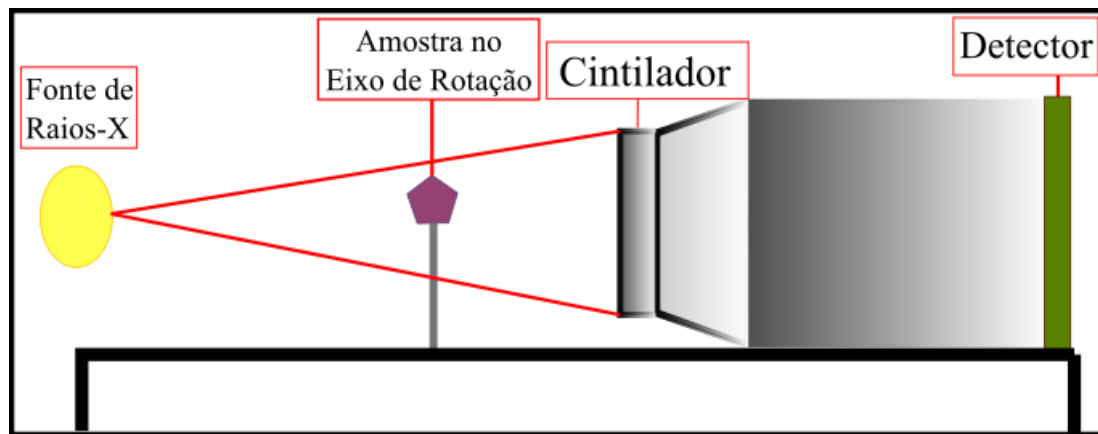 Fonte de
Raios-X
Amostra no
Eixo de Rotação
Cintilador
Detector